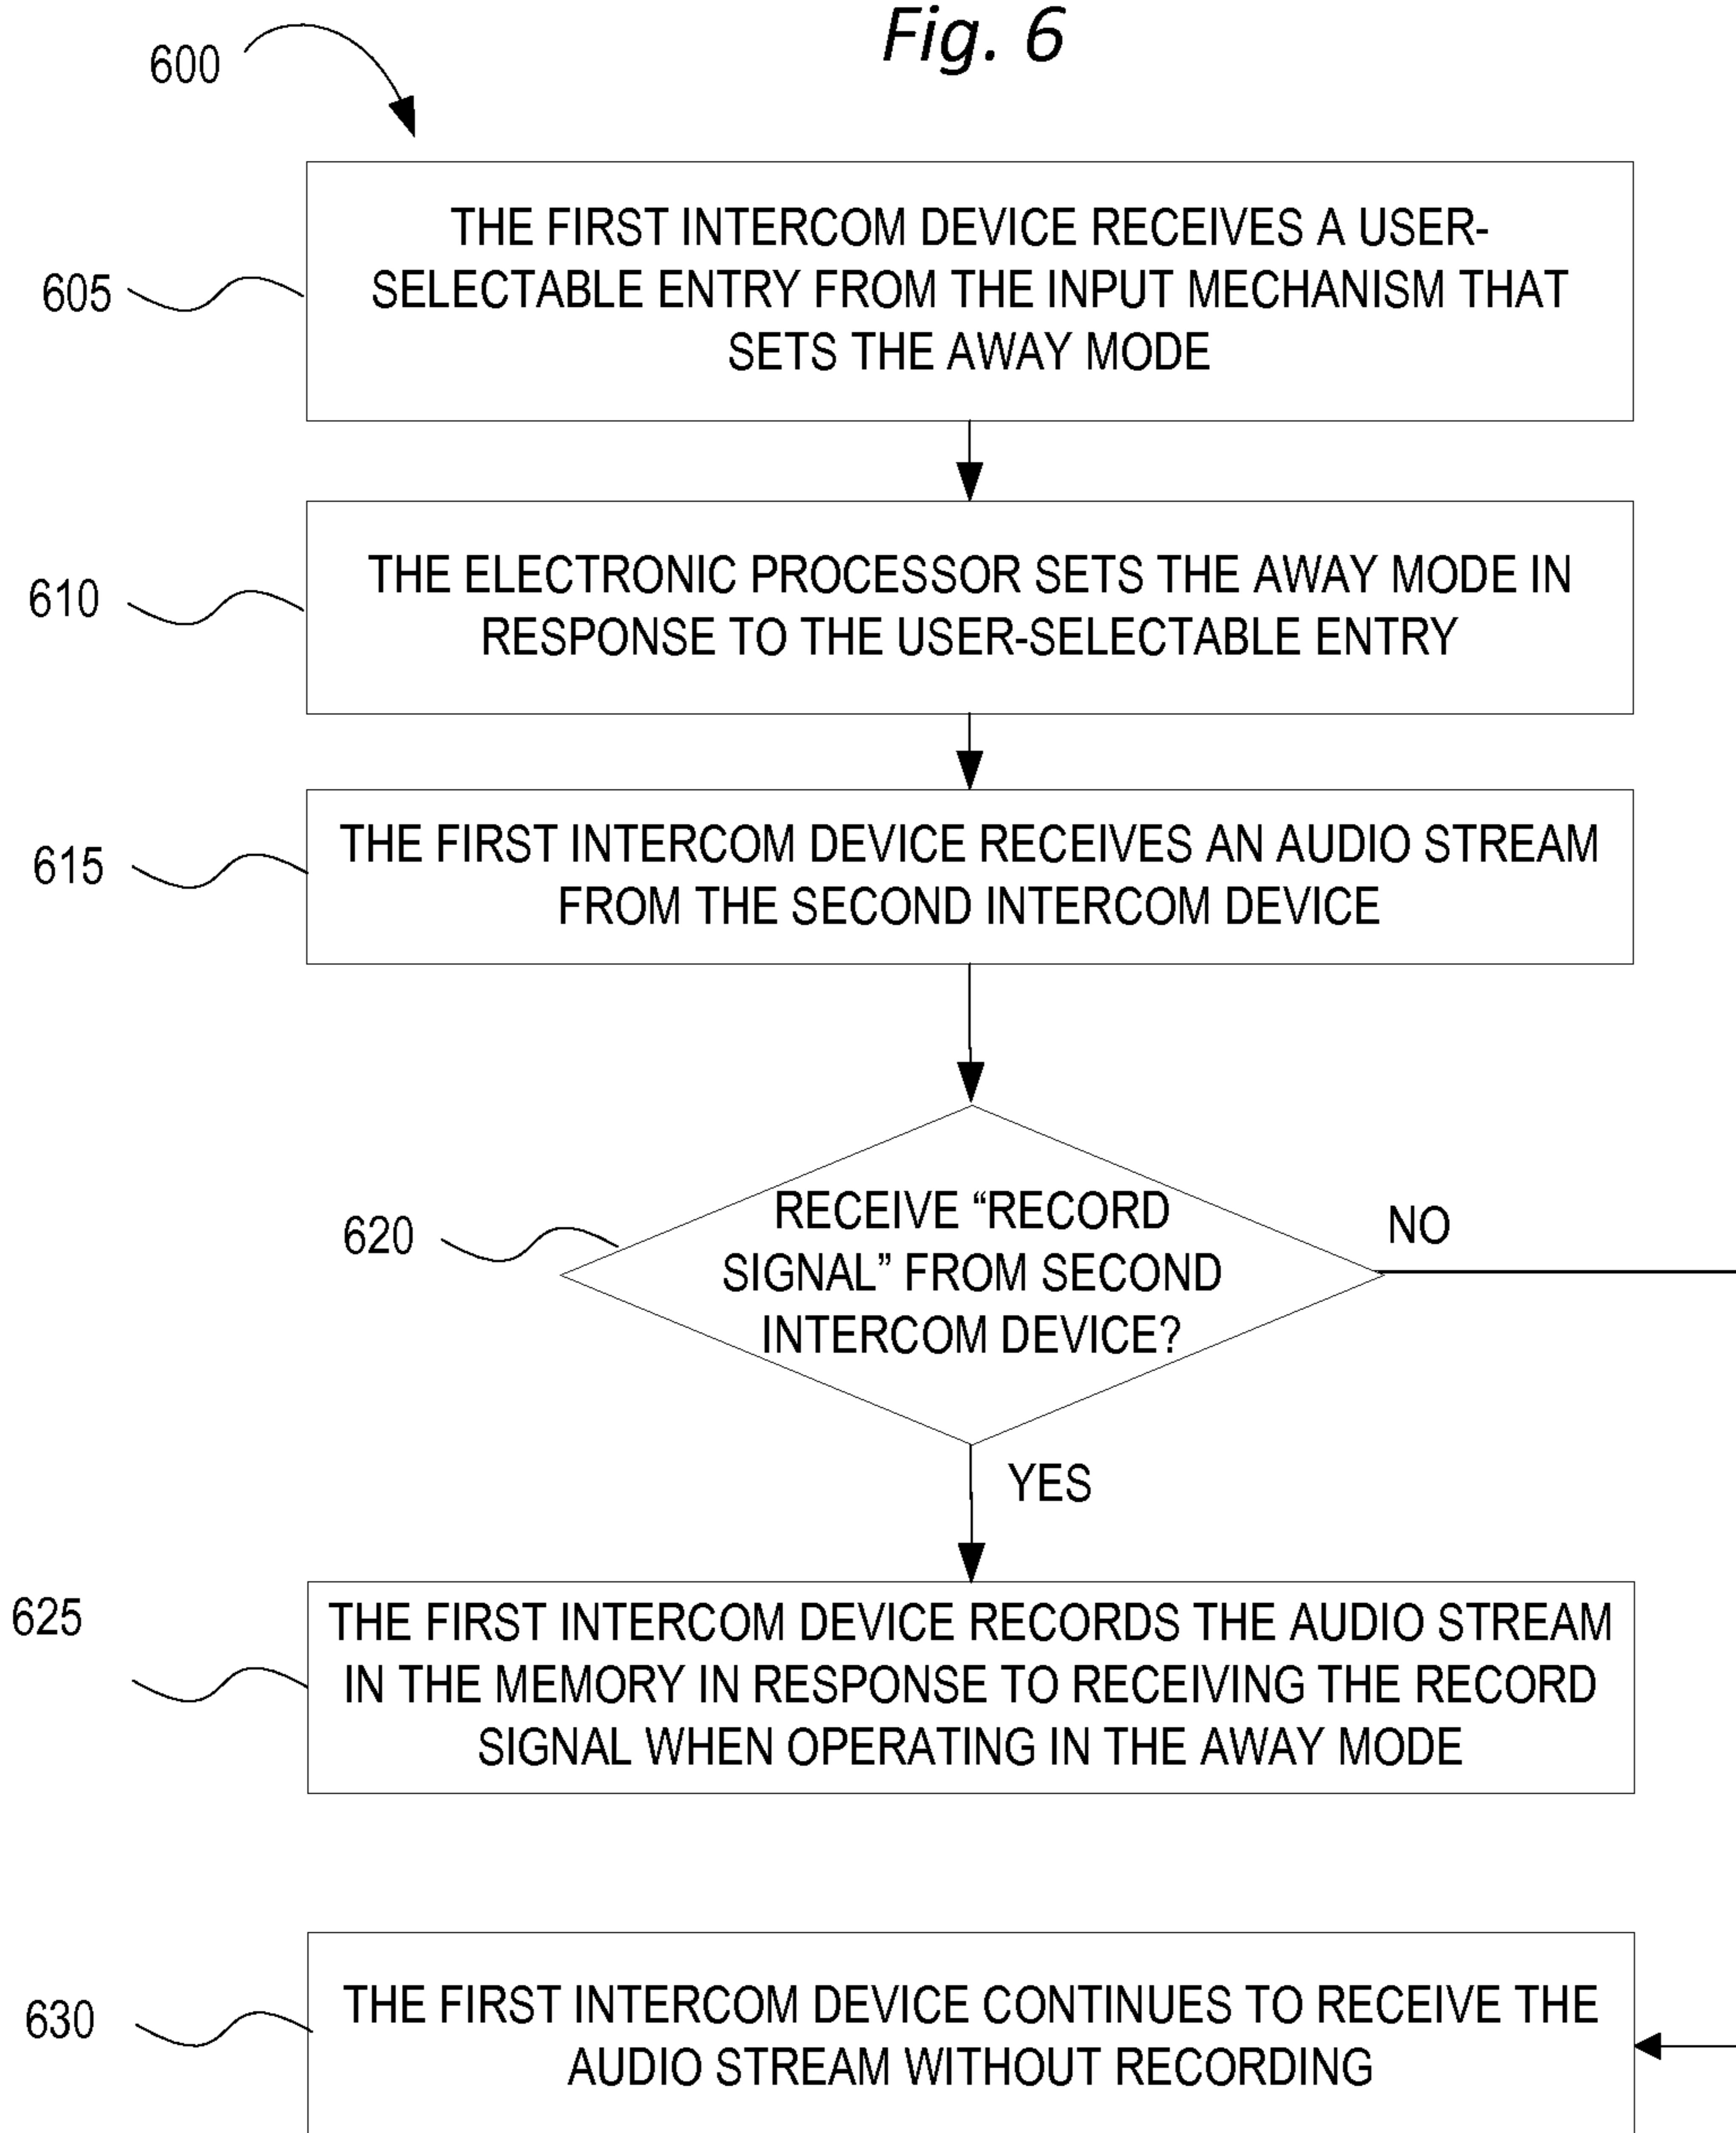 Fig. 6
600
THE FIRST INTERCOM DEVICE RECEIVES A USER-
SELECTABLE ENTRY FROM THE INPUT MECHANISM THAT
SETS THE AWAY MODE
605
THE ELECTRONIC PROCESSOR SETS THE AWAY MODE IN
RESPONSE TO THE USER-SELECTABLE ENTRY
610
THE FIRST INTERCOM DEVICE RECEIVES AN AUDIO STREAM
FROM THE SECOND INTERCOM DEVICE
615
RECEIVE “RECORD
SIGNAL” FROM SECOND
INTERCOM DEVICE?
620
NO
YES
625
THE FIRST INTERCOM DEVICE RECORDS THE AUDIO STREAM
IN THE MEMORY IN RESPONSE TO RECEIVING THE RECORD
SIGNAL WHEN OPERATING IN THE AWAY MODE
630
THE FIRST INTERCOM DEVICE CONTINUES TO RECEIVE THE
AUDIO STREAM WITHOUT RECORDING